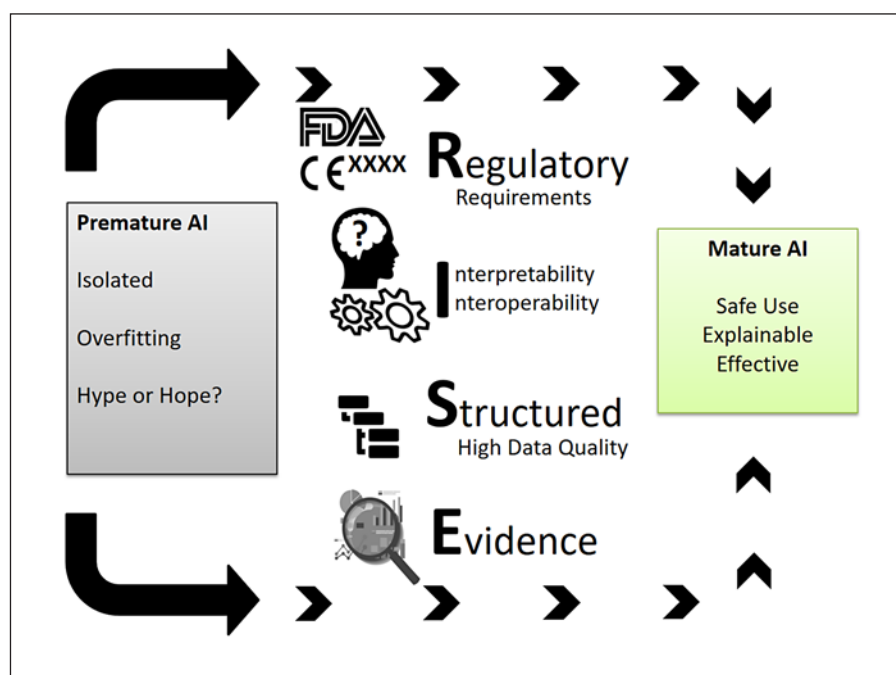 FDA
CE XXXX
Regulatory
Requirements
Premature AI
Isolated
Overfitting
Hype or Hope?
?
Interpretability
Interoperability
Mature AI
Safe Use
Explainable
Effective
Structured
High Data Quality
Evidence